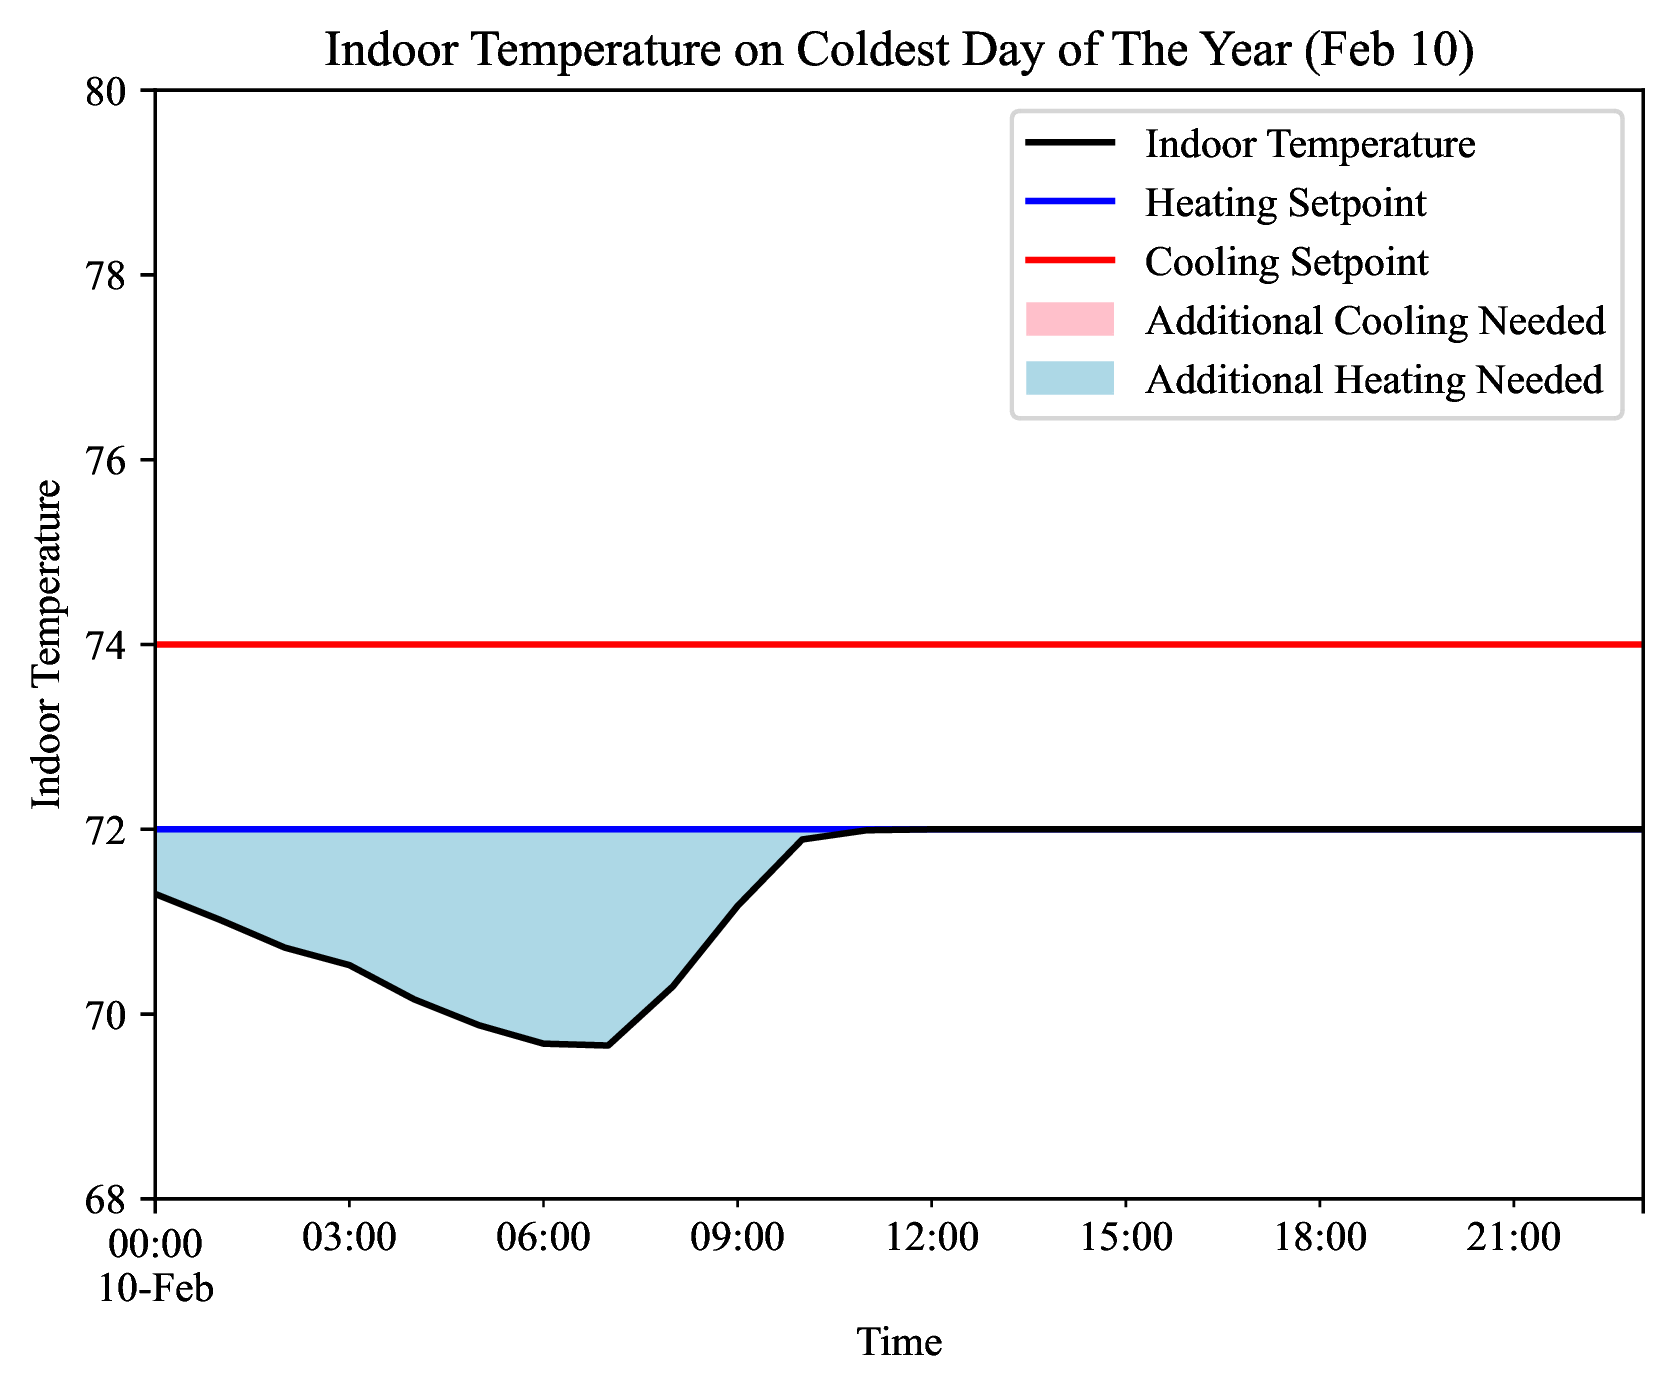 Indoor Temperature on Coldest Day of The Year (Feb 10)
80
78
76
74
72
70
68
Indoor Temperature
Indoor Temperature
Heating Setpoint
Cooling Setpoint
Additional Cooling Needed
Additional Heating Needed
00:00
10-Feb
03:00
06:00
09:00
12:00
15:00
18:00
21:00
Time